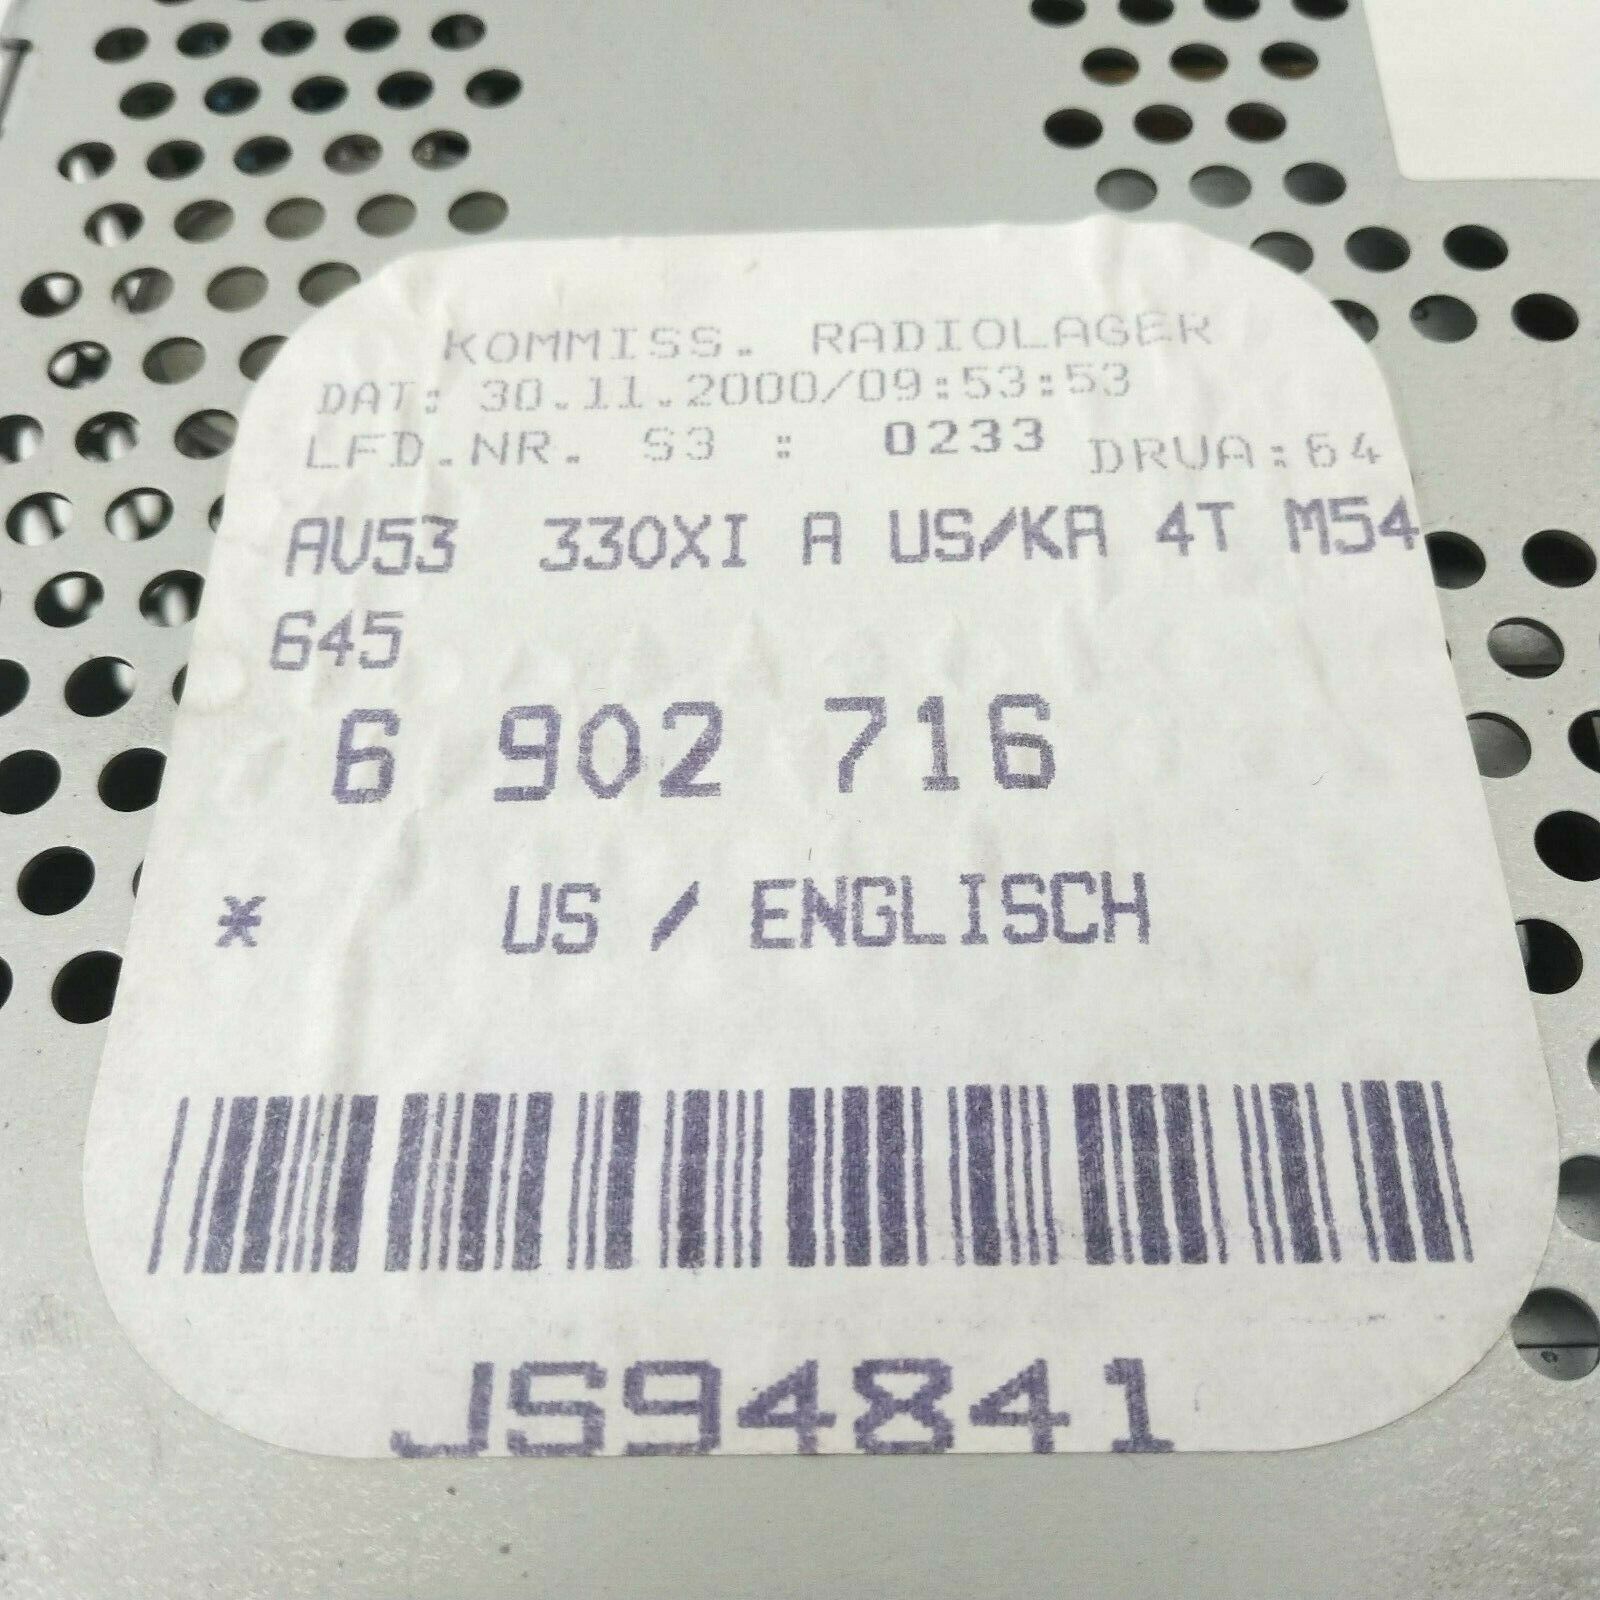 KOMMISS. RADIOLAGER
DAT: 30.11.2000/09:53:53
LFD.NR. S3 : 0233 DRUA:64
AV53 330XI A US/KA 4T M54
645
6 902 716
* US / ENGLISCH
JS94841